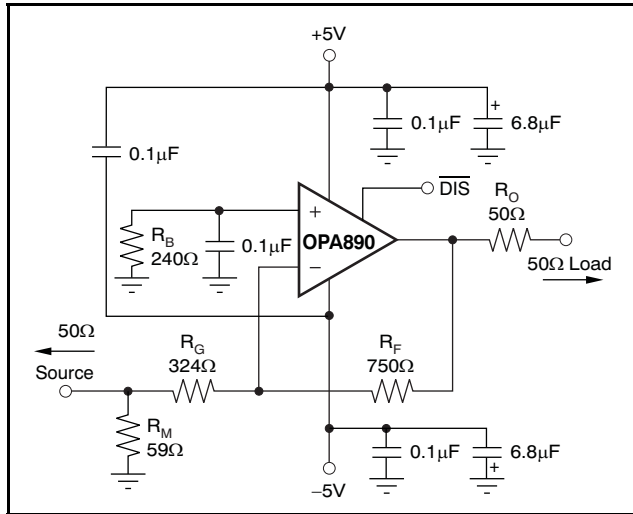 +5V
+
0.1μF
0.1μF
6.8μF
DIS
R_O
50Ω
+
OPA890
−
R_B
240Ω
0.1μF
50Ω Load
50Ω
Source
R_G
324Ω
R_F
750Ω
R_M
59Ω
0.1μF
6.8μF
+
−5V